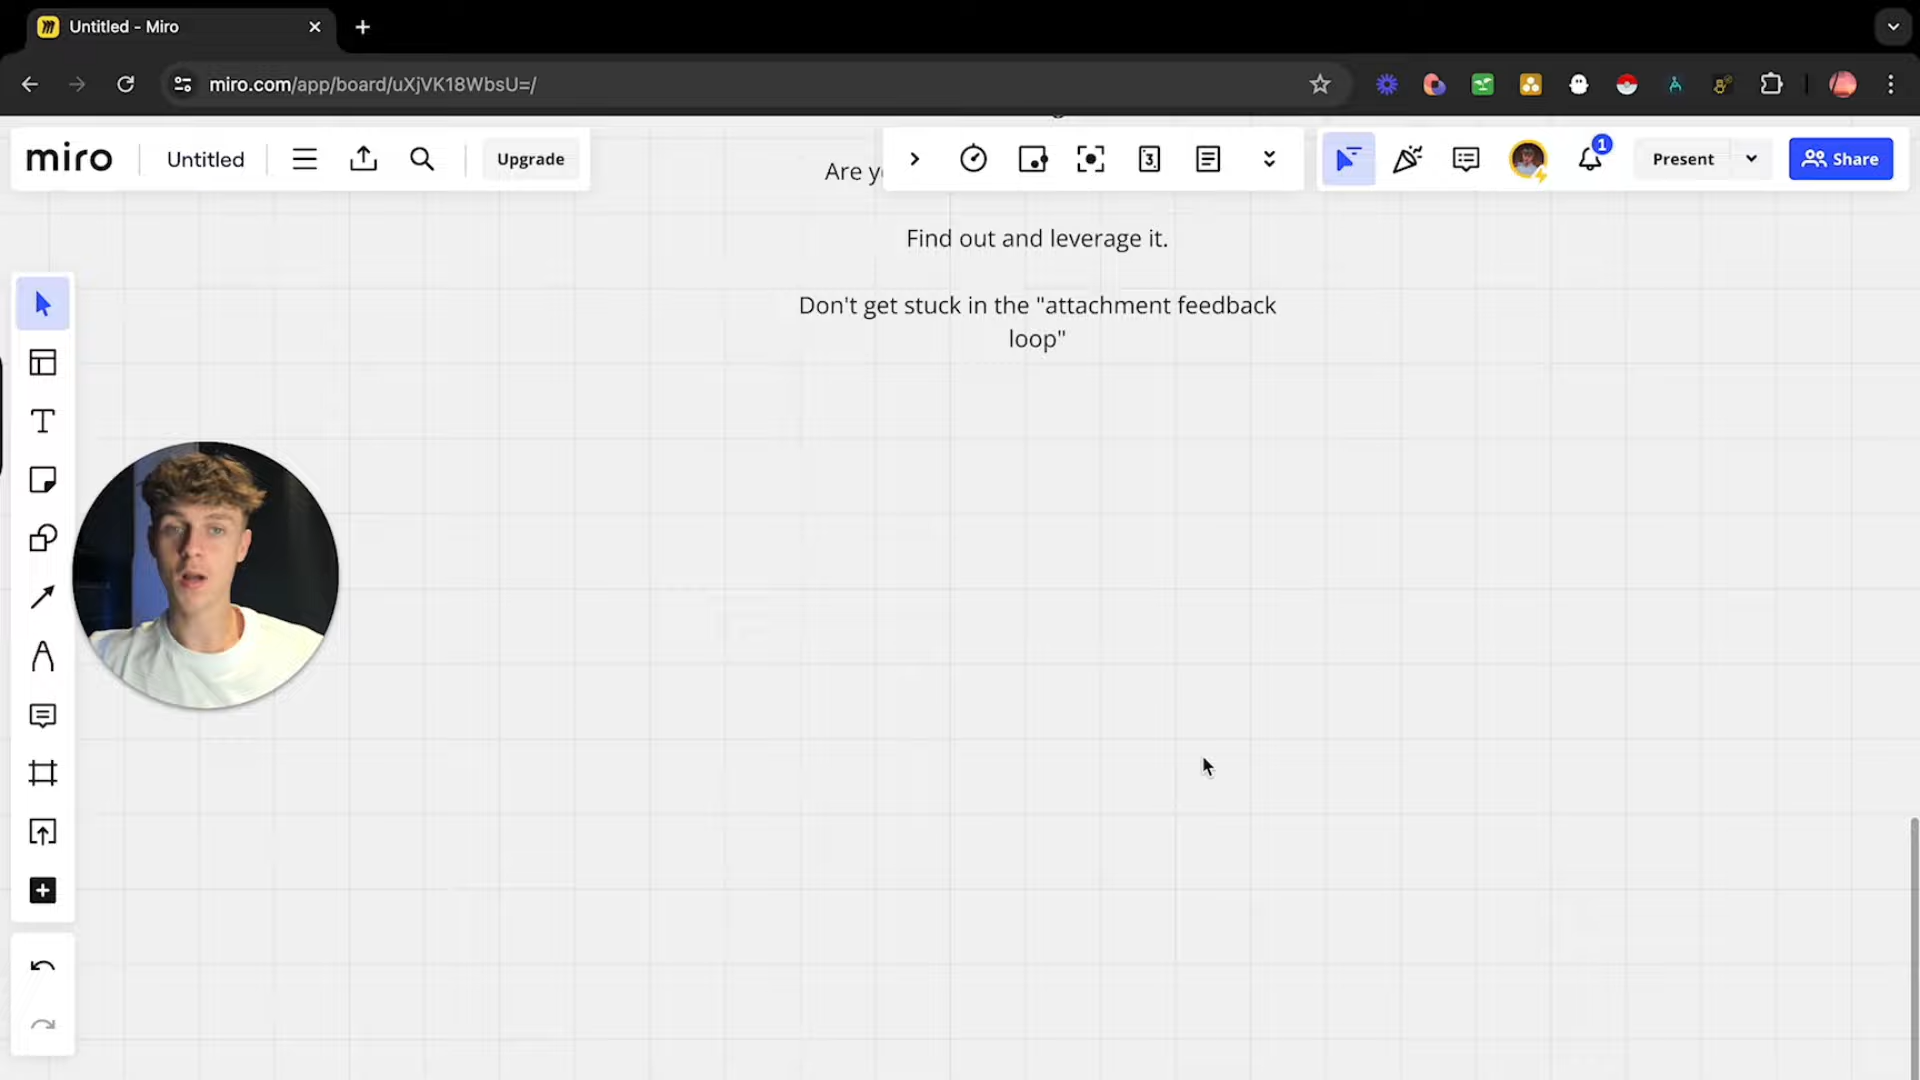 Untitled - Miro
miro.com/app/board/uXjVK18WbsU=/
miro
Untitled
Upgrade
3
1
Present
Share
Are
Find out and leverage it.
Don't get stuck in the "attachment feedback
loop"